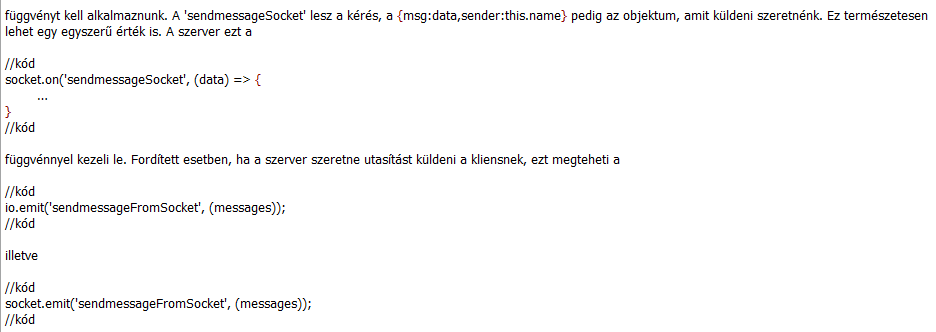 függvényt kell alkalmaznunk. A 'sendmessageSocket' lesz a kérés, a {msg:data,sender:this.name} pedig az objektum, amit küldeni szeretnénk. Ez természetesen
lehet egy egyszerű érték is. A szerver ezt a
//kód
socket.on('sendmessageSocket', (data) => {
...
}
//kód
függvénnyel kezeli le. Fordított esetben, ha a szerver szeretne utasítást küldeni a kliensnek, ezt megteheti a
//kód
io.emit('sendmessageFromSocket', (messages));
//kód
illetve
//kód
socket.emit('sendmessageFromSocket', (messages));
//kód